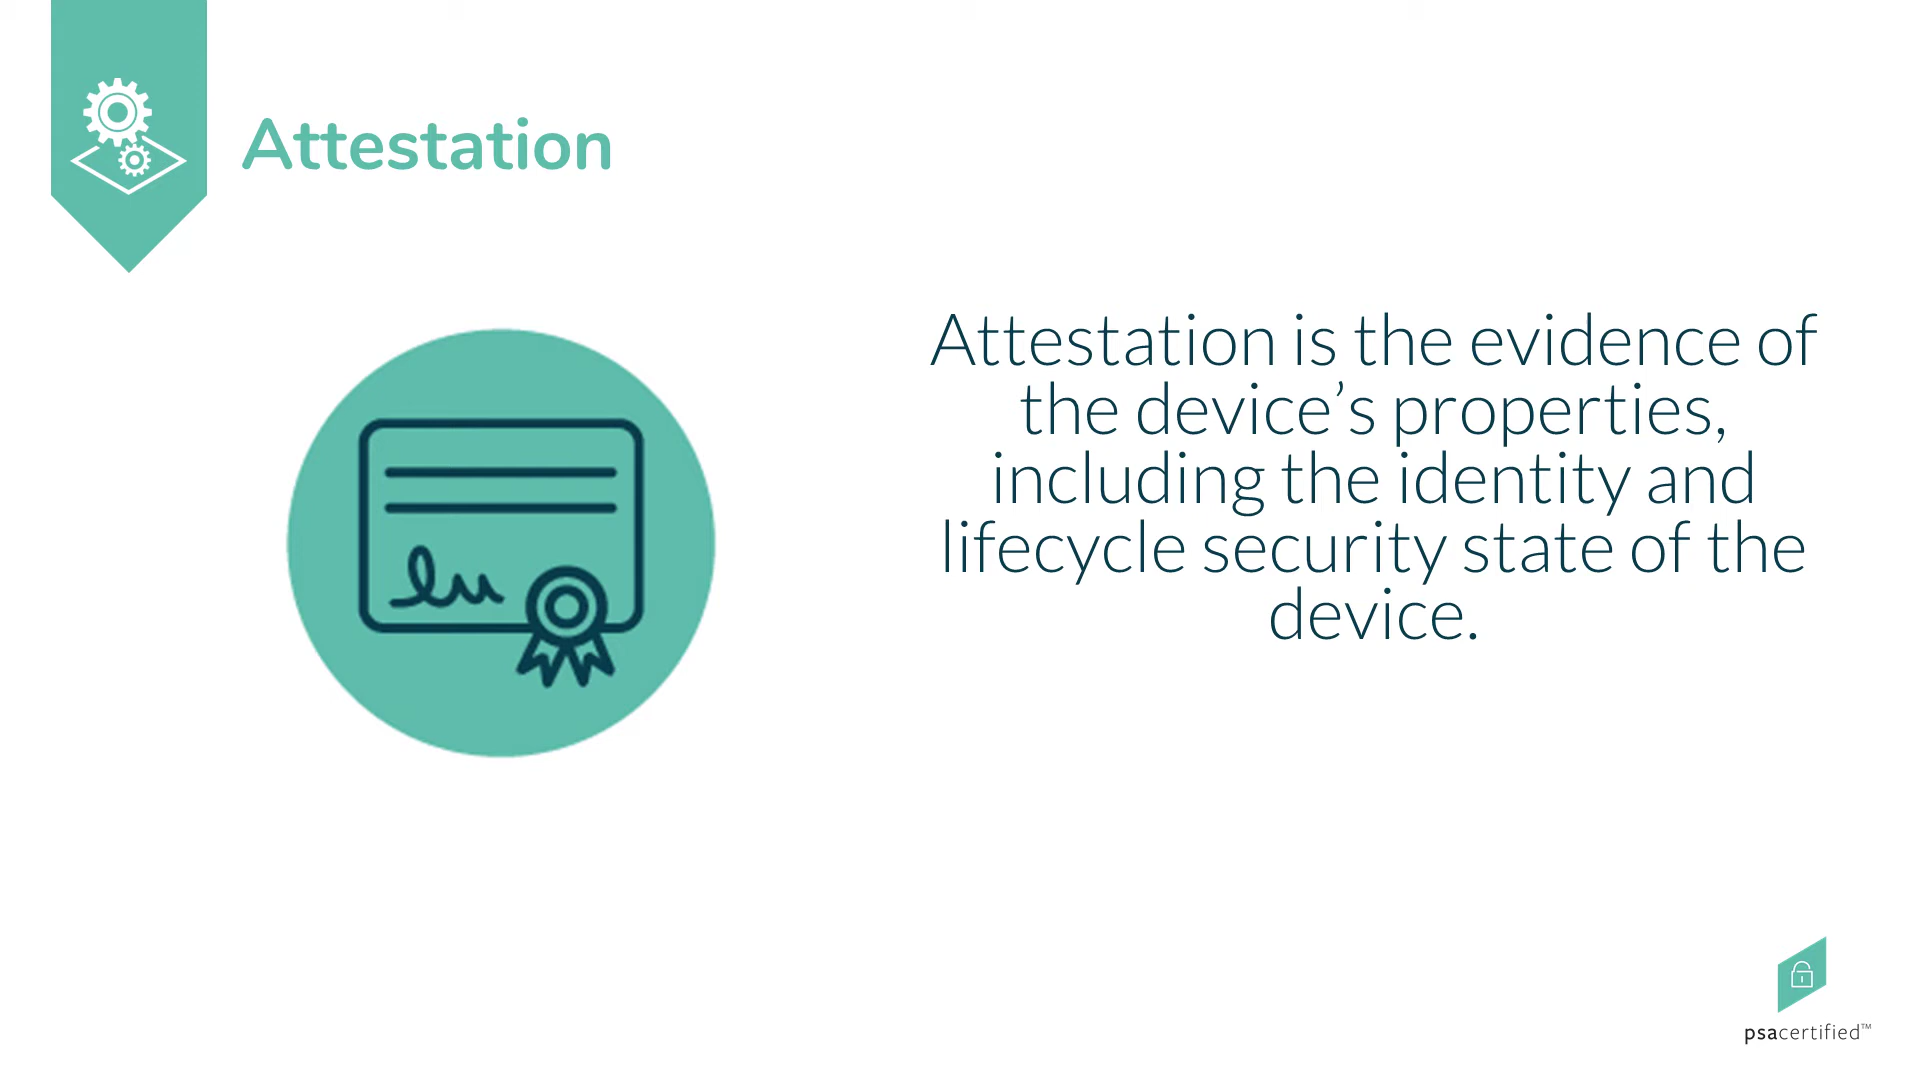 Attestation
Attestation is the evidence of
the device’s properties,
including the identity and
lifecycle security state of the
device.
psacertified™